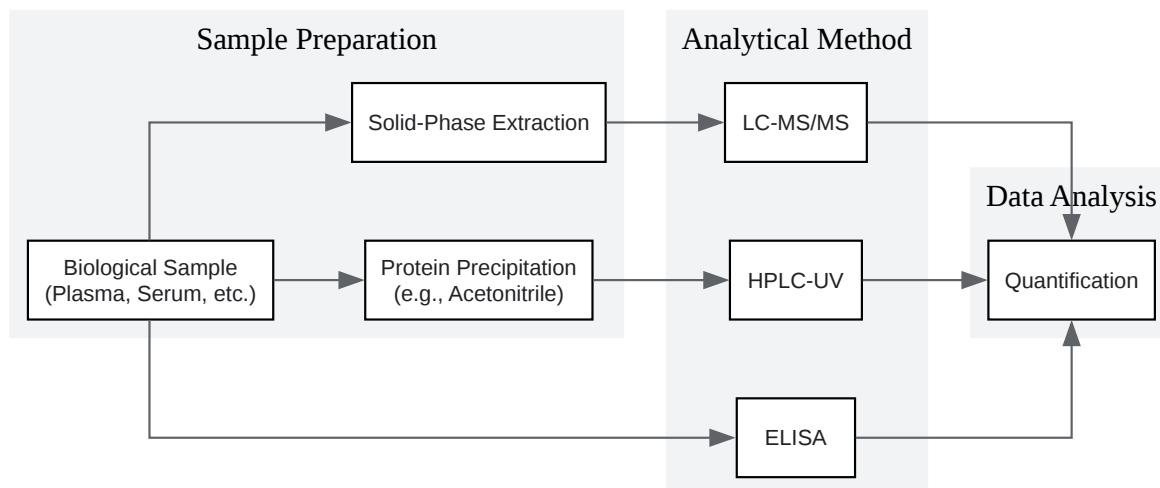 Sample Preparation
Analytical Method
Solid-Phase Extraction
LC-MS/MS
Data Analysis
Biological Sample
(Plasma, Serum, etc.)
Protein Precipitation
(e.g., Acetonitrile)
HPLC-UV
Quantification
ELISA